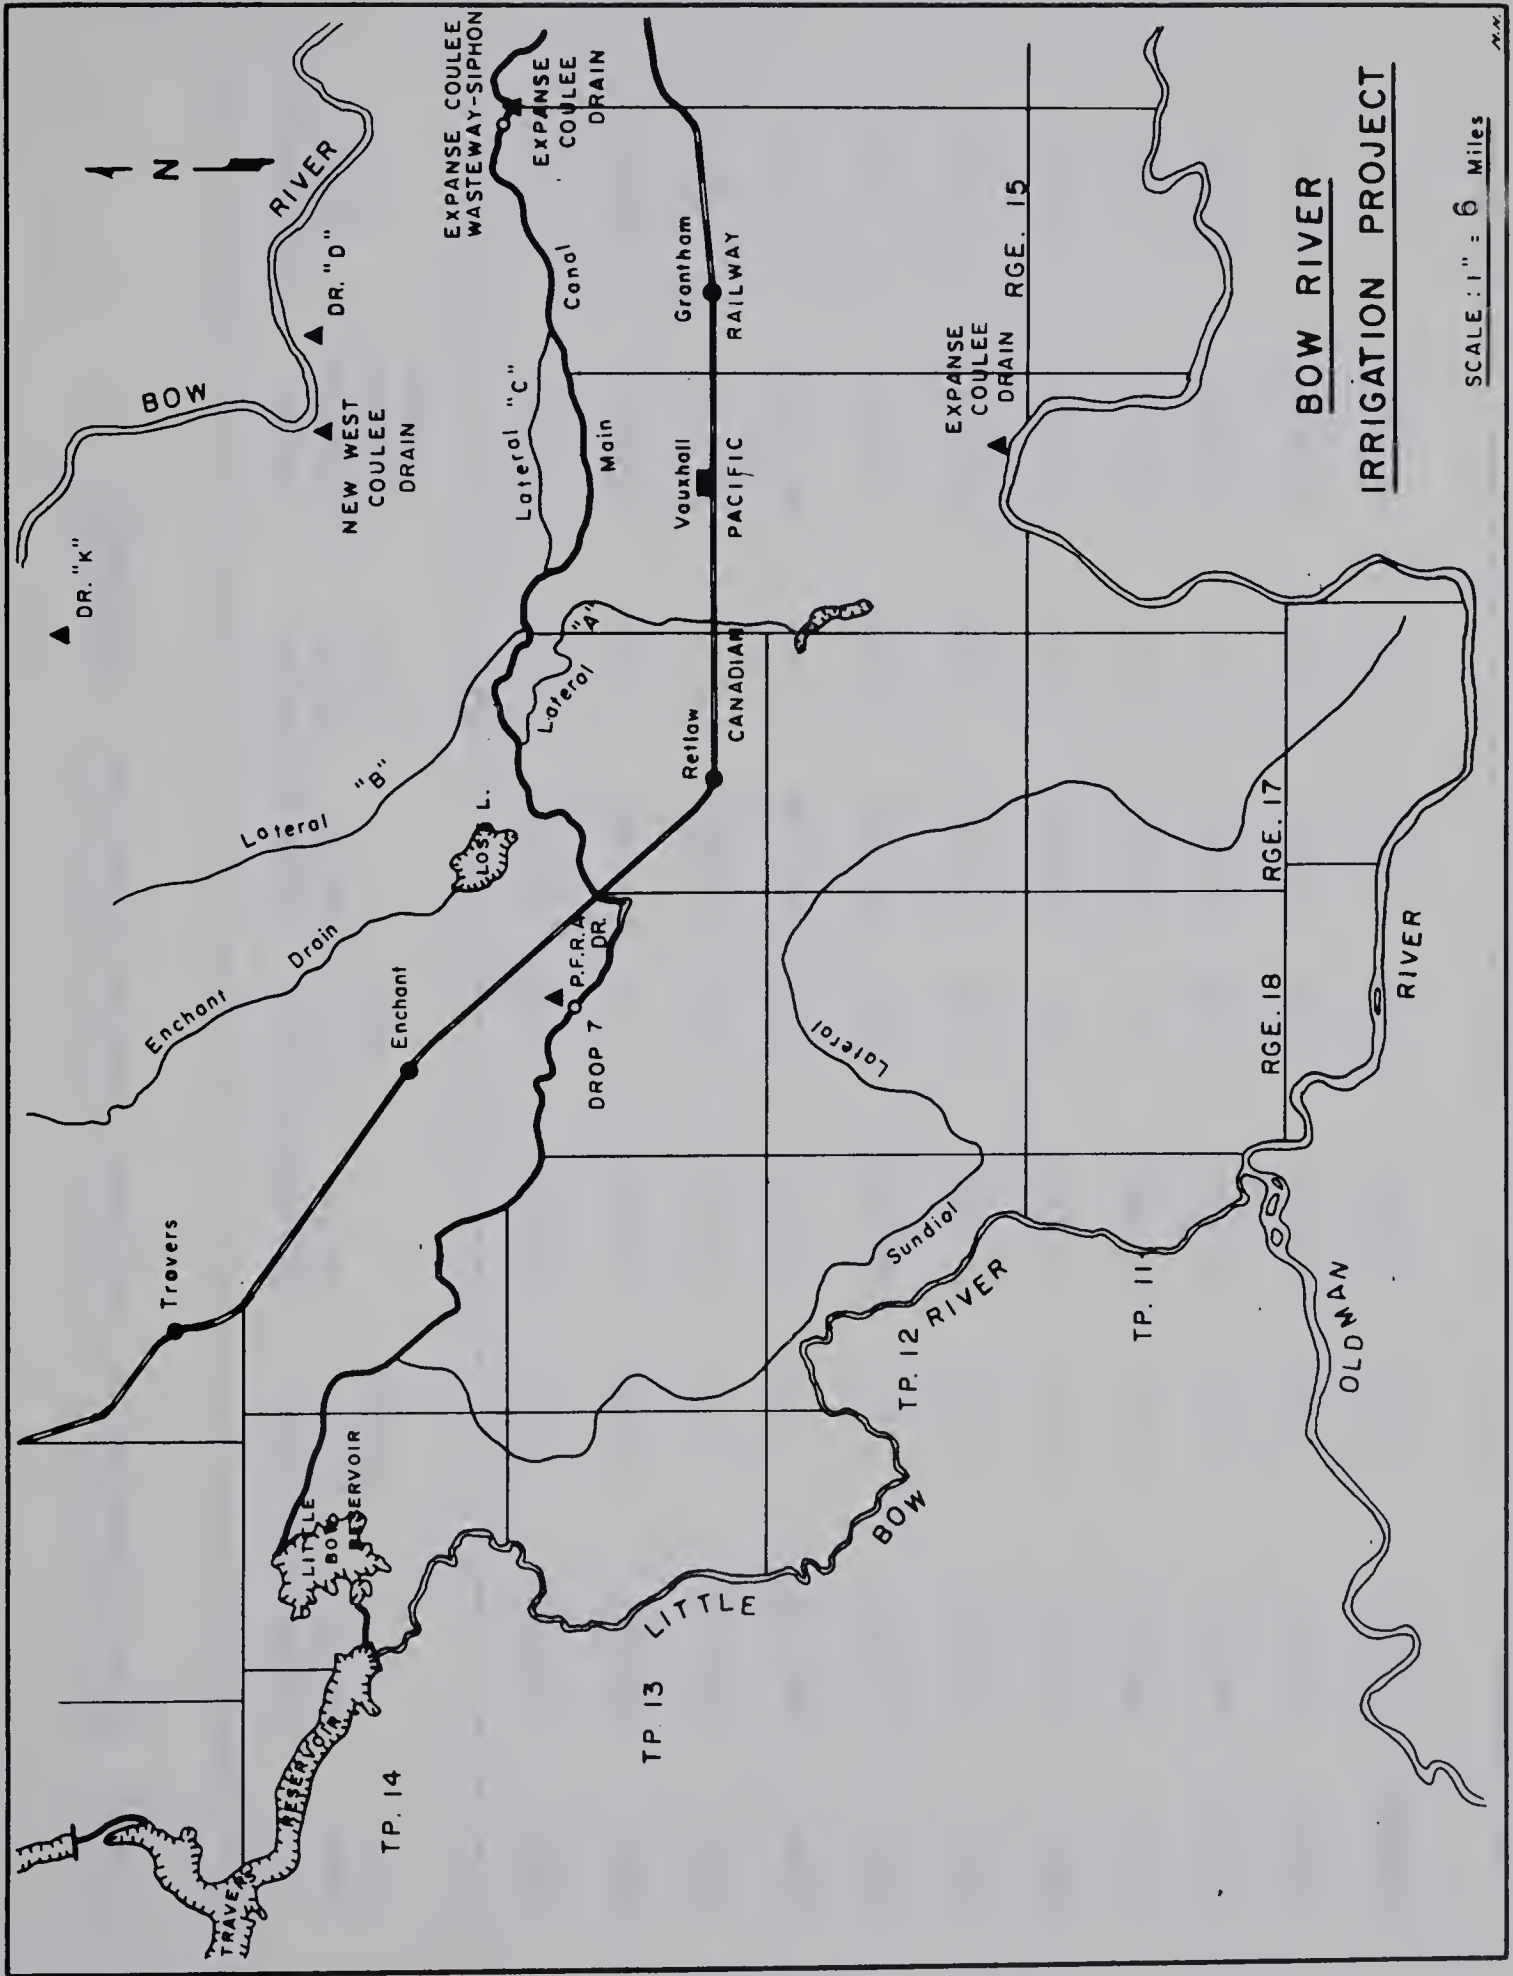 BOW RIVER
IRRIGATION PROJECT
SCALE: 1" = 6 Miles
N
BOW
RIVER
DR. "K"
DR. "D"
NEW WEST
COULEE
DRAIN
EXPANSE COULEE
WASTEWAY-SIPHON
EXPANSE
COULEE
DRAIN
Canal
Main
Lateral "C"
Lateral "B"
Lateral "A"
Grantham
Vauxhall
Retlaw
CANADIAN
PACIFIC
RAILWAY
Enchant Drain
LOST L.
Enchant
P.F.R.A.
DR.
DROP 7
Travers
LITTLE
BOW
RESERVOIR
TRAVERS
RESERVOIR
Sundial
Lateral
LITTLE
BOW
RIVER
EXPANSE
COULEE
DRAIN
RGE. 15
RGE. 17
RGE. 18
TP. 14
TP. 13
TP. 12
TP. 11
OLDMAN
RIVER
N.N.